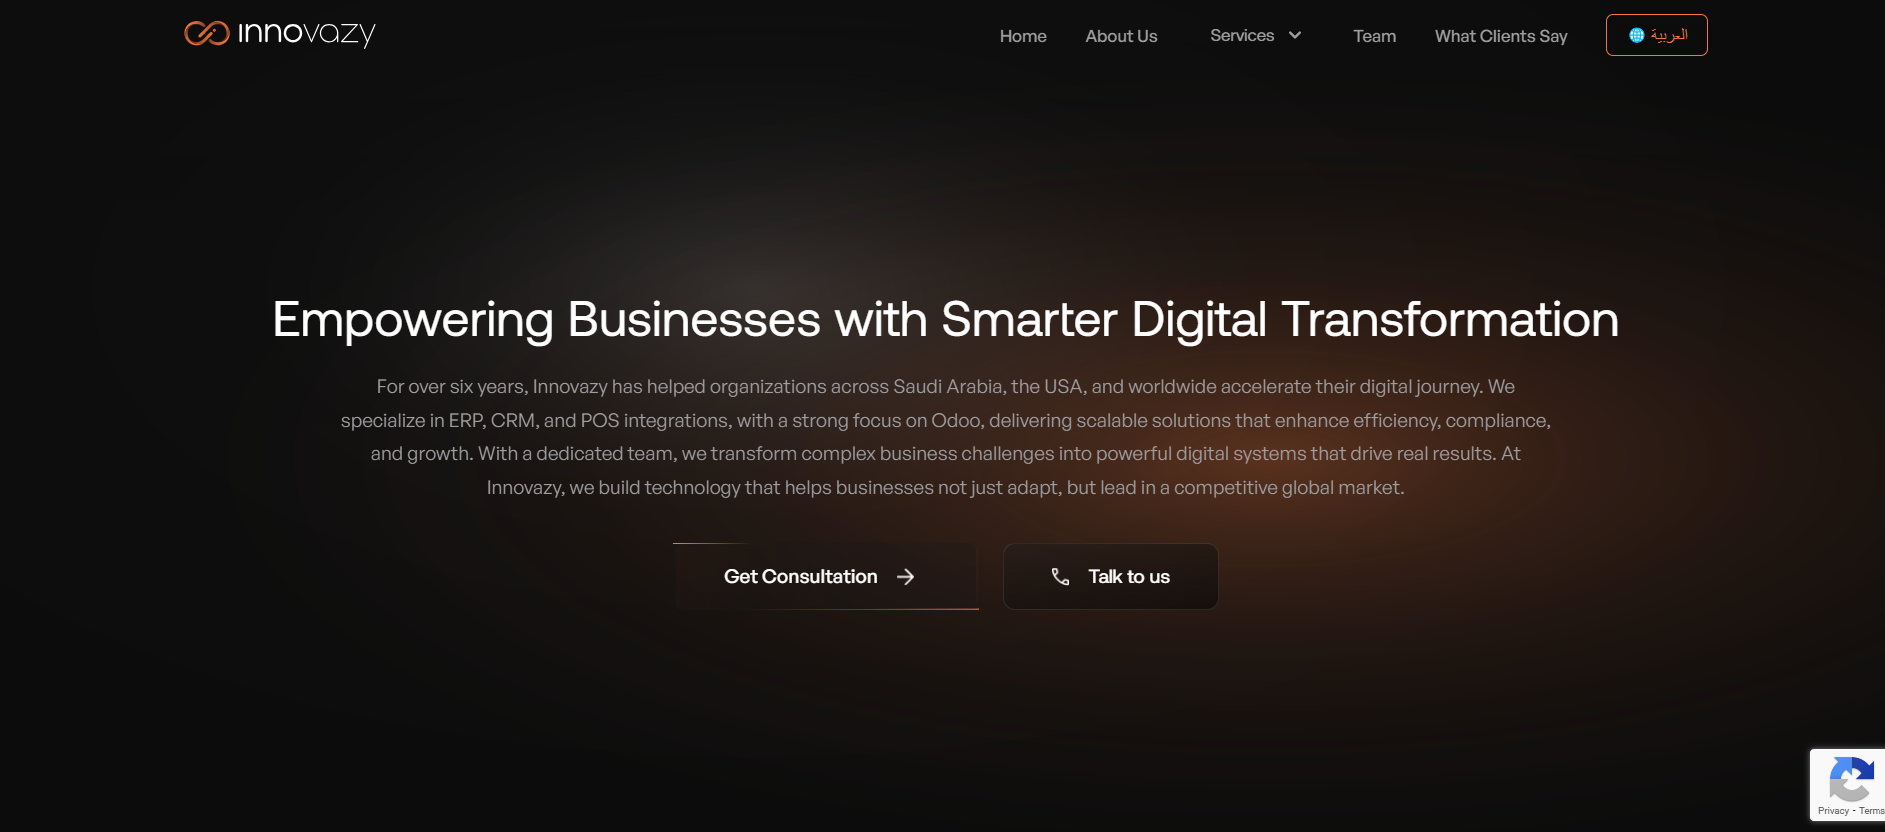 innovazy
Home About Us Services Team What Clients Say العربية
Empowering Businesses with Smarter Digital Transformation
For over six years, Innovazy has helped organizations across Saudi Arabia, the USA, and worldwide accelerate their digital journey. We
specialize in ERP, CRM, and POS integrations, with a strong focus on Odoo, delivering scalable solutions that enhance efficiency, compliance,
and growth. With a dedicated team, we transform complex business challenges into powerful digital systems that drive real results. At
Innovazy, we build technology that helps businesses not just adapt, but lead in a competitive global market.
Get Consultation Talk to us
Privacy - Terms